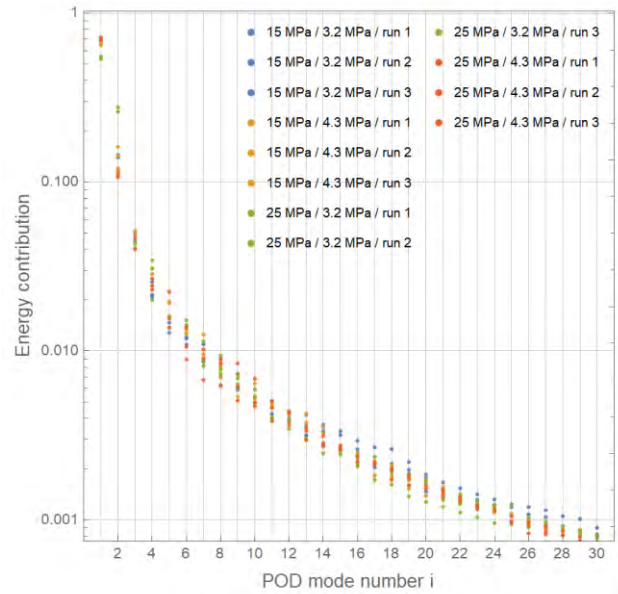 1
0.100
0.010
0.001
Energy contribution
15 MPa / 3.2 MPa / run 1
15 MPa / 3.2 MPa / run 2
15 MPa / 3.2 MPa / run 3
15 MPa / 4.3 MPa / run 1
15 MPa / 4.3 MPa / run 2
15 MPa / 4.3 MPa / run 3
25 MPa / 3.2 MPa / run 1
25 MPa / 3.2 MPa / run 2
25 MPa / 3.2 MPa / run 3
25 MPa / 4.3 MPa / run 1
25 MPa / 4.3 MPa / run 2
25 MPa / 4.3 MPa / run 3
2 4 6 8 10 12 14 16 18 20 22 24 26 28 30
POD mode number i